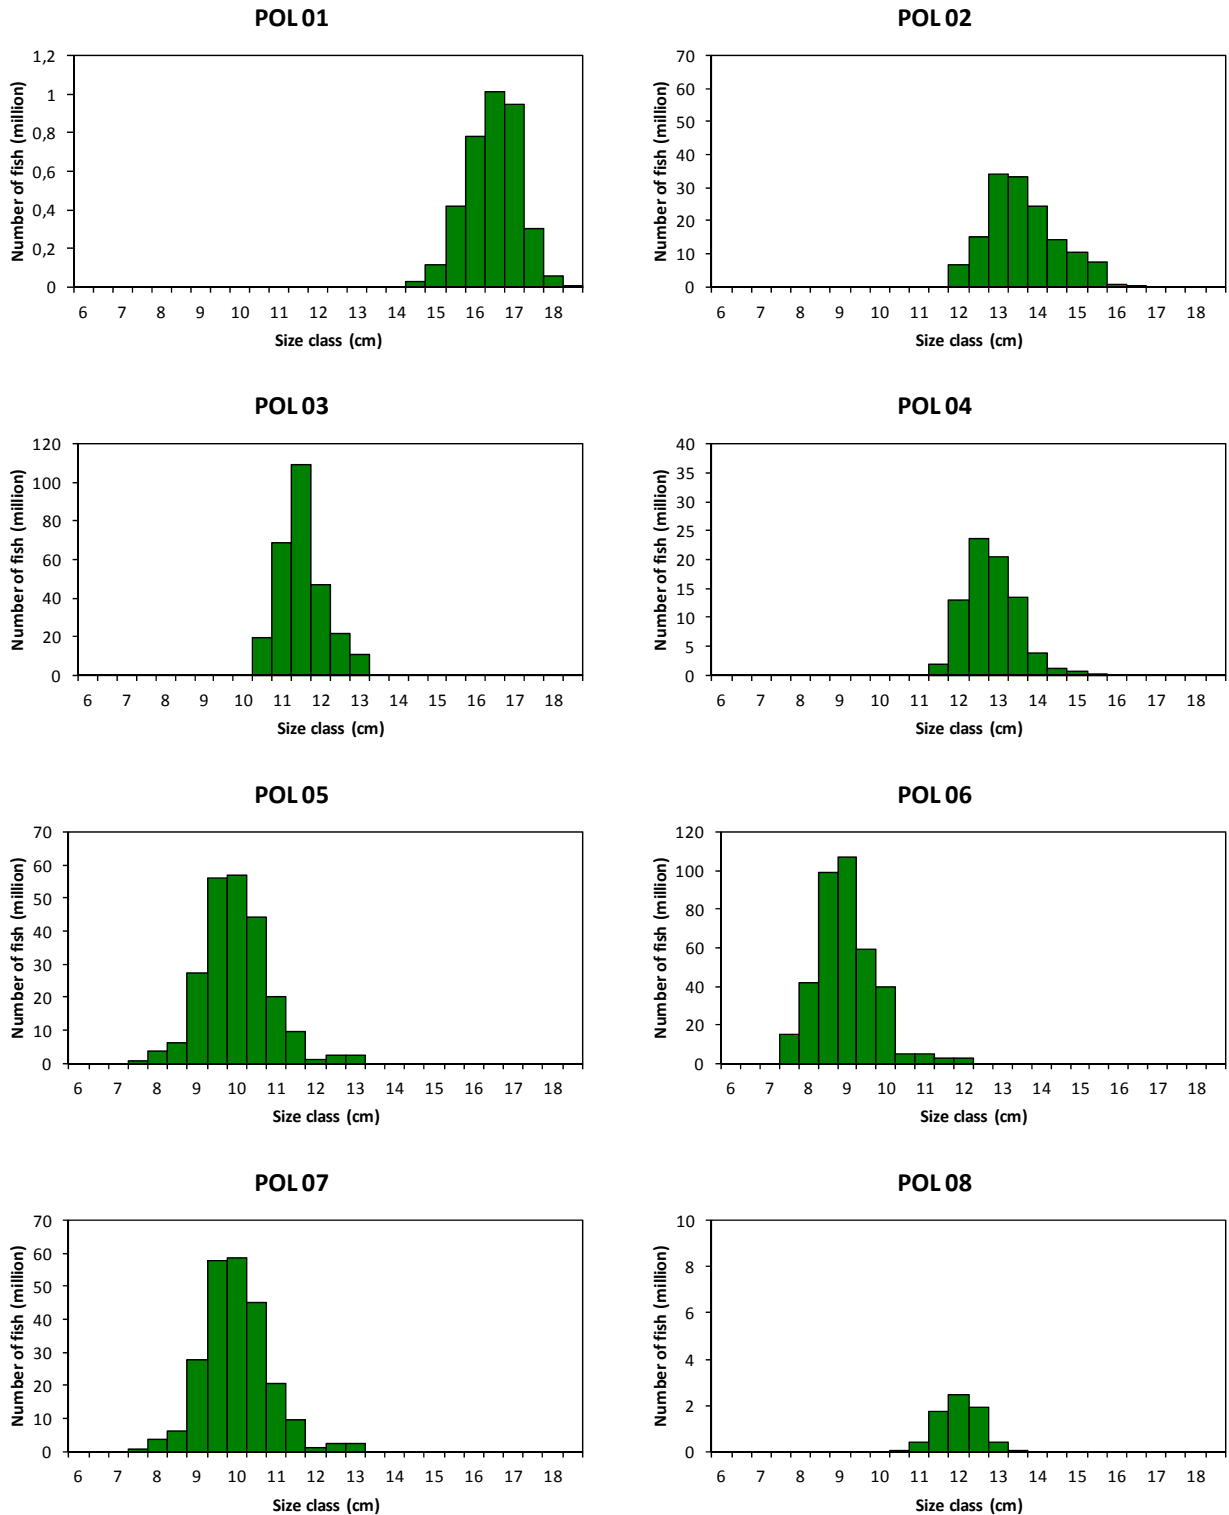 POL 01
Number of fish (million)
1,2
1
0,8
0,6
0,4
0,2
0
6 7 8 9 10 11 12 13 14 15 16 17 18
Size class (cm)
POL 02
Number of fish (million)
70
60
50
40
30
20
10
0
6 7 8 9 10 11 12 13 14 15 16 17 18
Size class (cm)
POL 03
Number of fish (million)
120
100
80
60
40
20
0
6 7 8 9 10 11 12 13 14 15 16 17 18
Size class (cm)
POL 04
Number of fish (million)
40
35
30
25
20
15
10
5
0
6 7 8 9 10 11 12 13 14 15 16 17 18
Size class (cm)
POL 05
Number of fish (million)
70
60
50
40
30
20
10
0
6 7 8 9 10 11 12 13 14 15 16 17 18
Size class (cm)
POL 06
Number of fish (million)
120
100
80
60
40
20
0
6 7 8 9 10 11 12 13 14 15 16 17 18
Size class (cm)
POL 07
Number of fish (million)
70
60
50
40
30
20
10
0
6 7 8 9 10 11 12 13 14 15 16 17 18
Size class (cm)
POL 08
Number of fish (million)
10
8
6
4
2
0
6 7 8 9 10 11 12 13 14 15 16 17 18
Size class (cm)